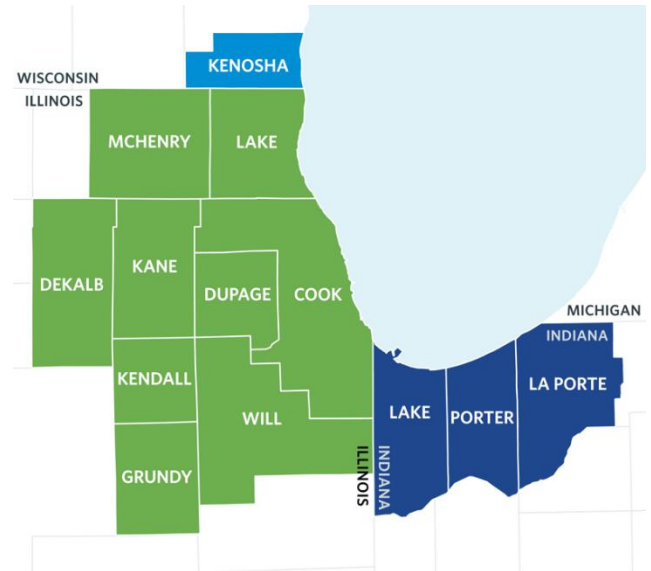 KENOSHA
WISCONSIN
ILLINOIS
MCHENRY
LAKE
KANE
DEKALB
DUPAGE
COOK
MICHIGAN
INDIANA
KENDALL
LAKE
PORTER
LA PORTE
WILL
GRUNDY
ILLINOIS
INDIANA